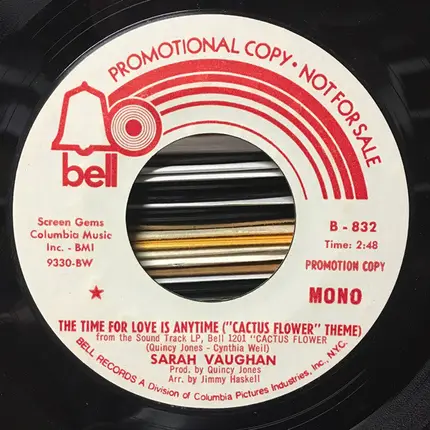 PROMOTIONAL COPY • NOT FOR SALE
bell
Screen Gems
Columbia Music
Inc. - BMI
9330-BW
B - 832
Time: 2:48
PROMOTION COPY
MONO
THE TIME FOR LOVE IS ANYTIME ("CACTUS FLOWER" THEME)
from the Sound Track LP, Bell 1201 "CACTUS FLOWER
(Quincy Jones - Cynthia Weil)
SARAH VAUGHAN
Prod. by Quincy Jones
Arr. by Jimmy Haskell
BELL RECORDS A Division of Columbia Pictures Industries, Inc., N.Y.C.